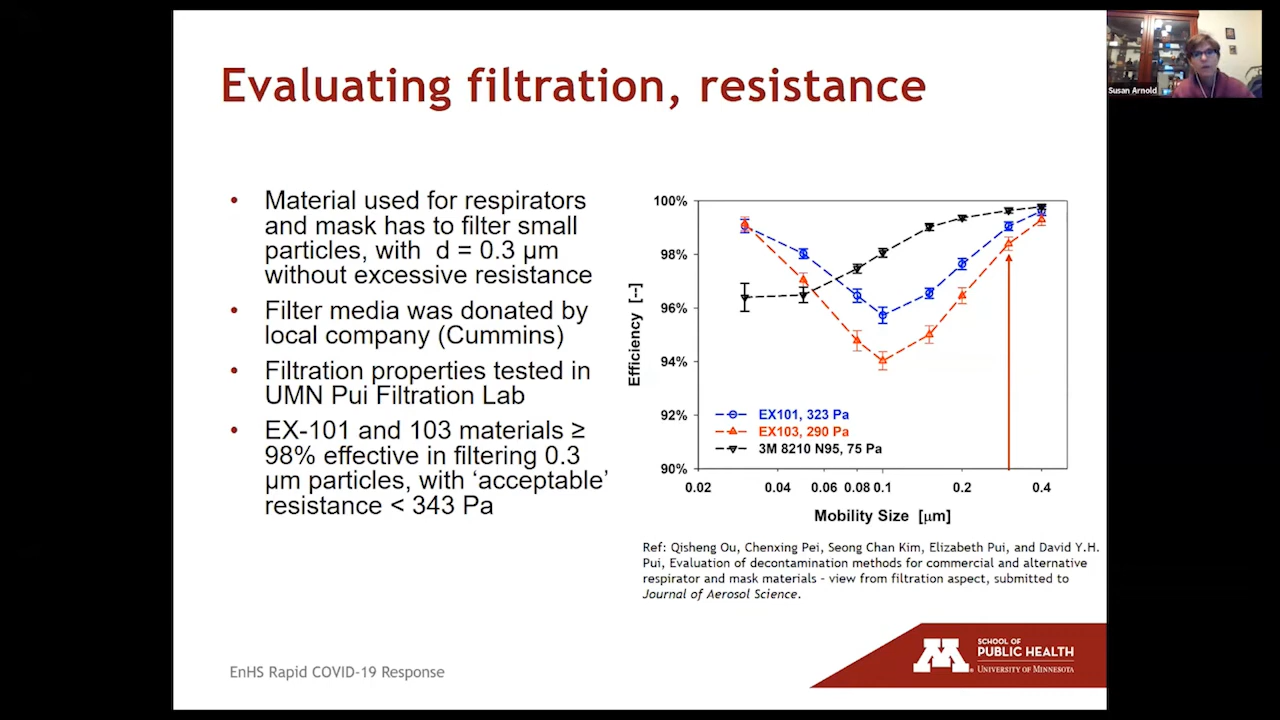 Evaluating filtration, resistance
Susan Arnold
• Material used for respirators
and mask has to filter small
particles, with d = 0.3 μm
without excessive resistance
• Filter media was donated by
local company (Cummins)
• Filtration properties tested in
UMN Pui Filtration Lab
• EX-101 and 103 materials ≥
98% effective in filtering 0.3
μm particles, with ‘acceptable’
resistance < 343 Pa
100%
98%
96%
94%
92%
90%
Efficiency [--]
EX101, 323 Pa
EX103, 290 Pa
3M 8210 N95, 75 Pa
0.02 0.04 0.06 0.08 0.1 0.2 0.4
Mobility Size [μm]
Ref: Qisheng Ou, Chenxing Pei, Seong Chan Kim, Elizabeth Pui, and David Y.H.
Pui, Evaluation of decontamination methods for commercial and alternative
respirator and mask materials – view from filtration aspect, submitted to
Journal of Aerosol Science.
EnHS Rapid COVID-19 Response
M
SCHOOL OF
PUBLIC HEALTH
UNIVERSITY OF MINNESOTA